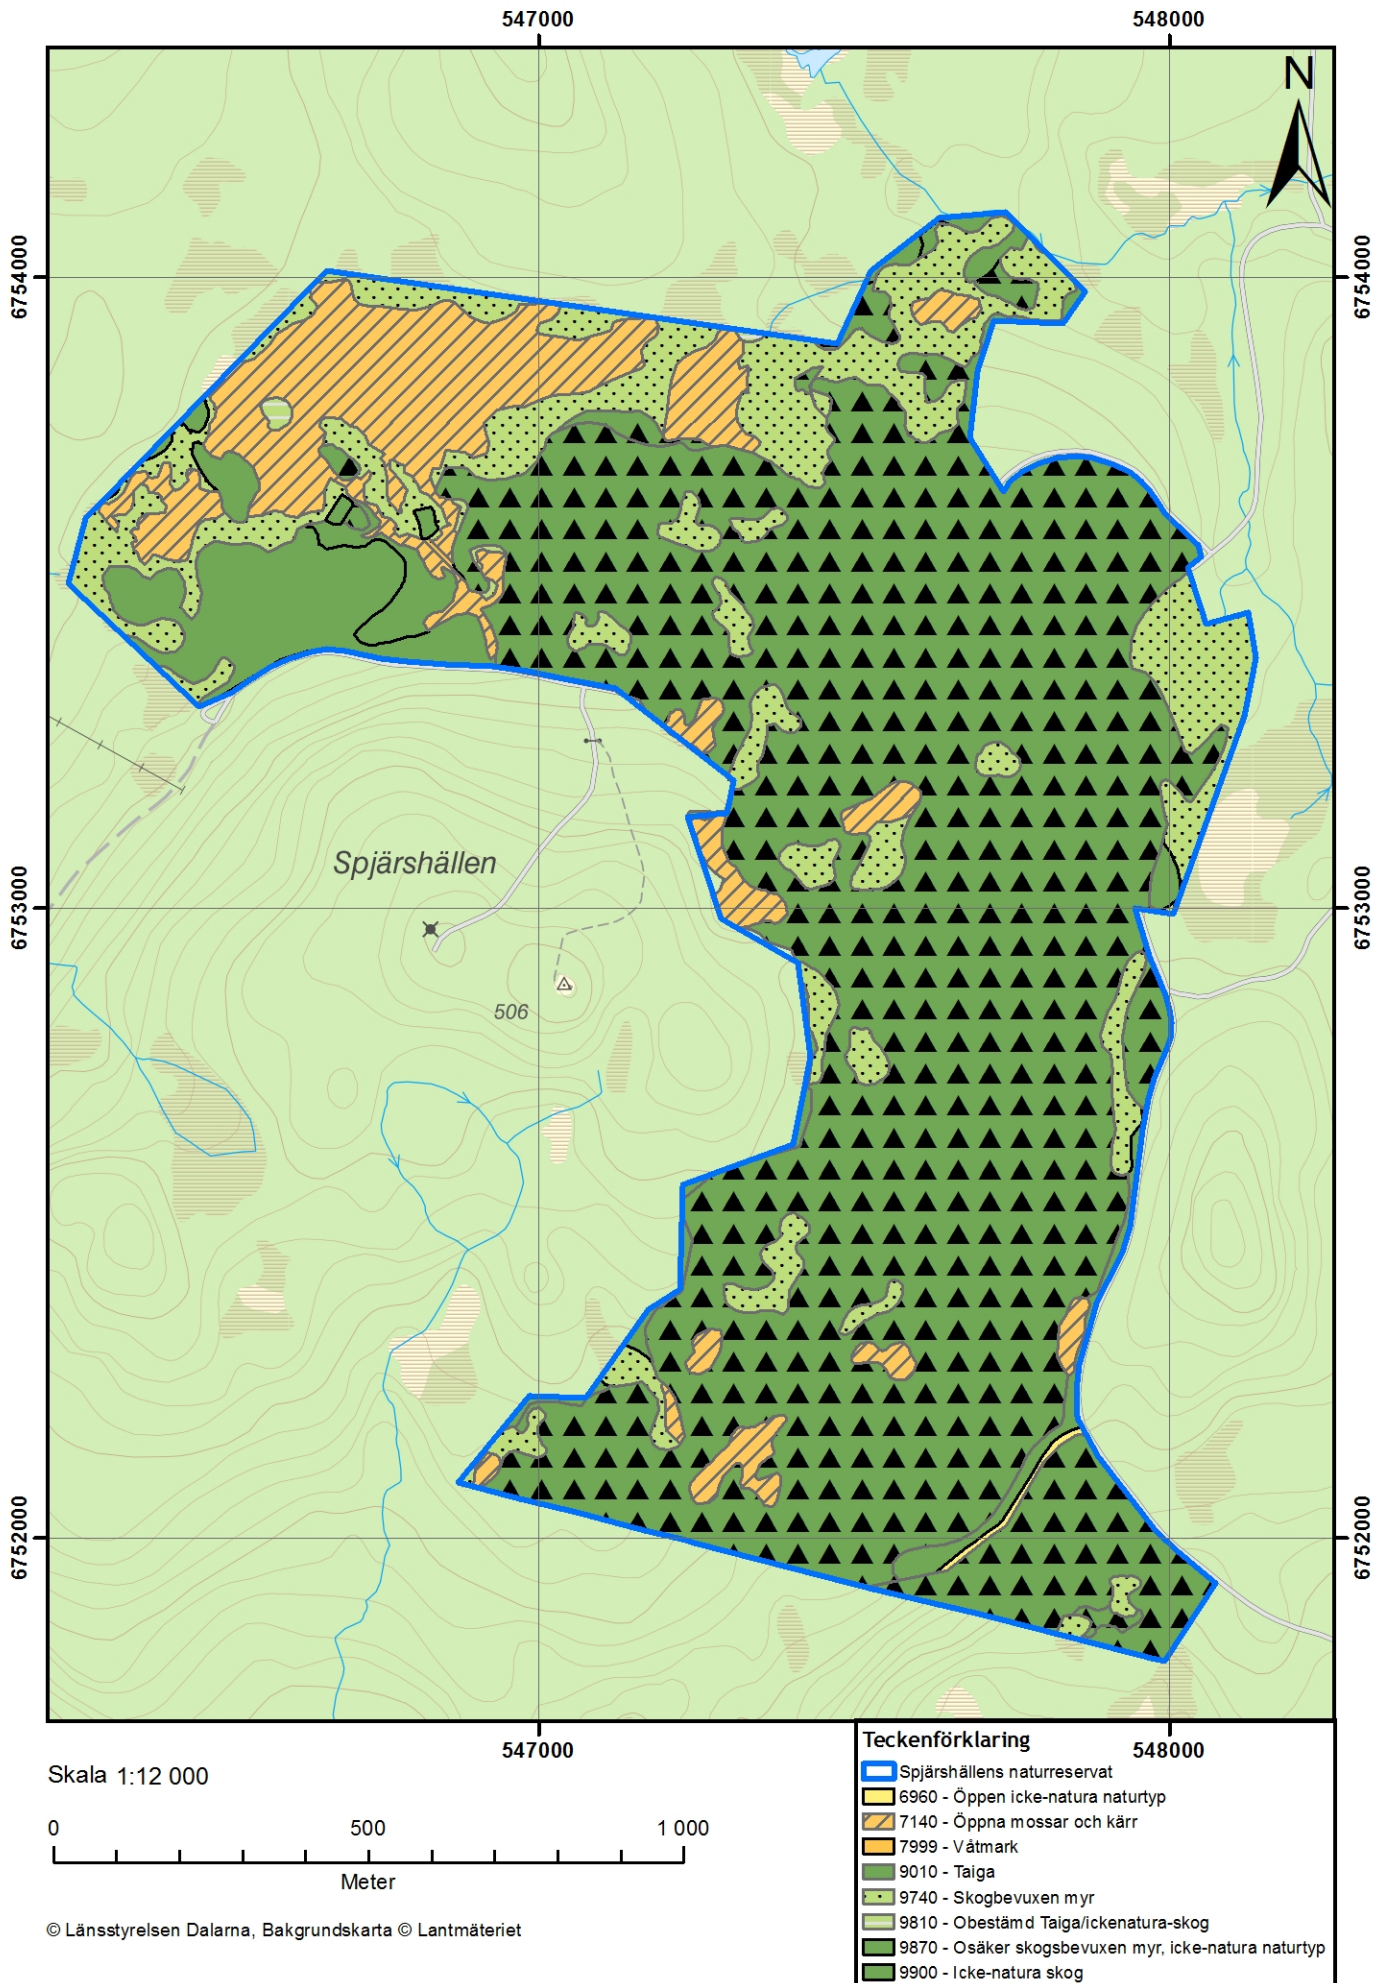 547000
548000
N
6754000
6754000
Spjärshällen
6753000
6753000
506
6752000
6752000
547000
548000
Skala 1:12 000
0 500 1 000
Meter
© Länsstyrelsen Dalarna, Bakgrundskarta © Lantmäteriet
Teckenförklaring
Spjärshällens naturreservat
6960 - Öppen icke-natura naturtyp
7140 - Öppna mossar och kärr
7999 - Våtmark
9010 - Taiga
9740 - Skogbevuxen myr
9810 - Obestämd Taiga/ickenatura-skog
9870 - Osäker skogsbevuxen myr, icke-natura naturtyp
9900 - Icke-natura skog